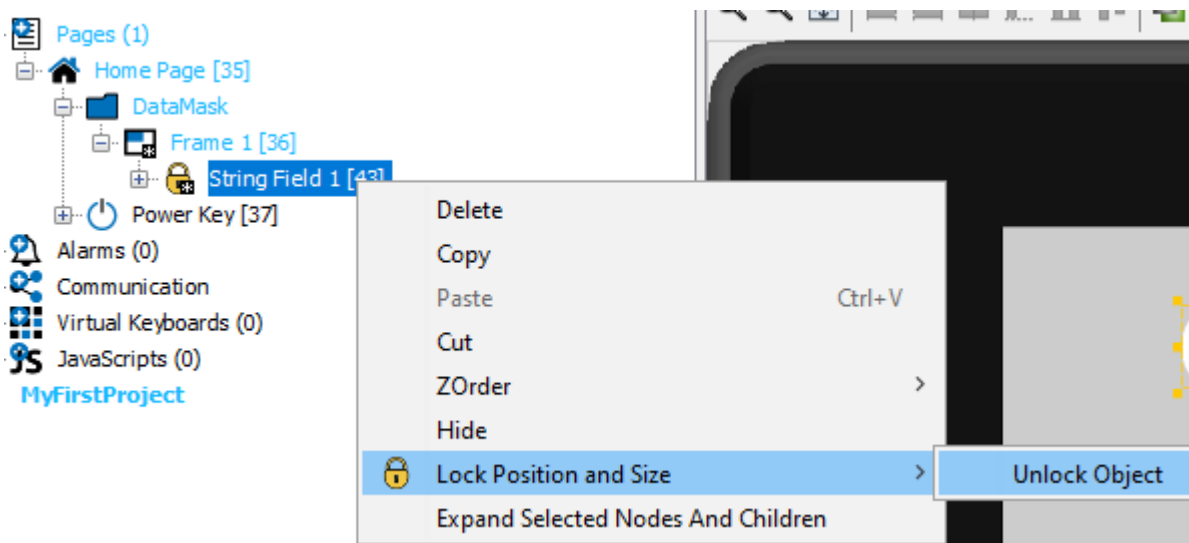 Pages (1)
Home Page [35]
DataMask
Frame 1 [36]
String Field 1 [43]
Power Key [37]
Alarms (0)
Communication
Virtual Keyboards (0)
JavaScripts (0)
MyFirstProject
Delete
Copy
Paste Ctrl+V
Cut
ZOrder
Hide
Lock Position and Size
Unlock Object
Expand Selected Nodes And Children